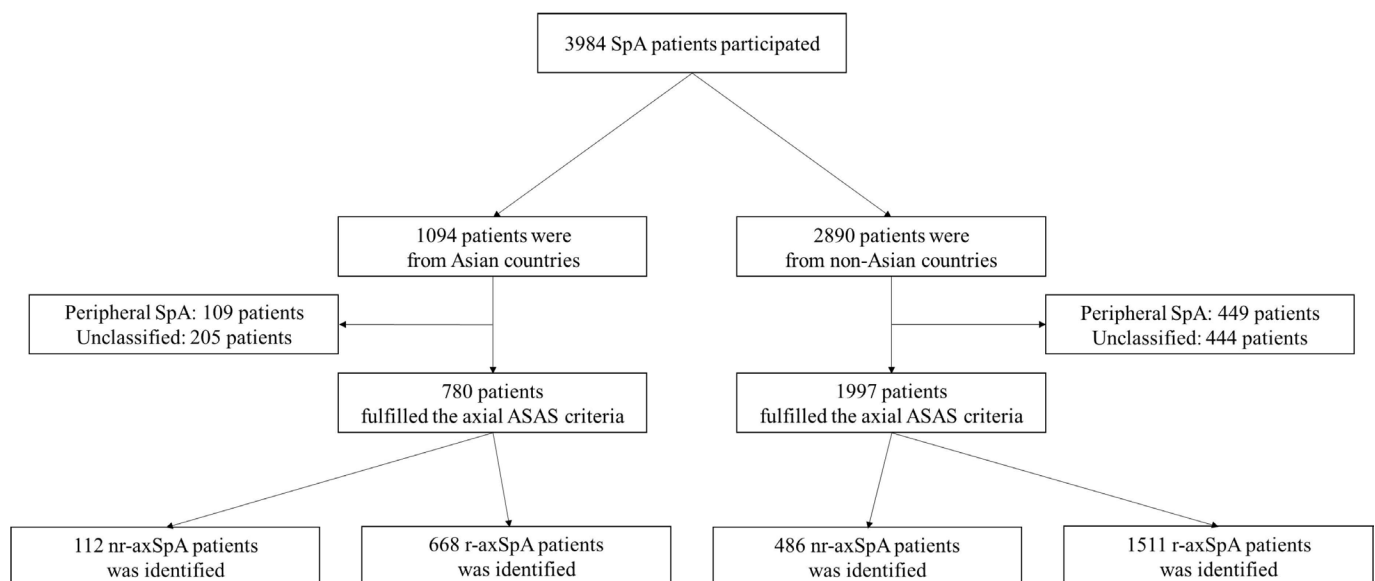 3984 SpA patients participated
1094 patients were
from Asian countries
2890 patients were
from non-Asian countries
Peripheral SpA: 109 patients
Unclassified: 205 patients
Peripheral SpA: 449 patients
Unclassified: 444 patients
780 patients
fulfilled the axial ASAS criteria
1997 patients
fulfilled the axial ASAS criteria
112 nr-axSpA patients
was identified
668 r-axSpA patients
was identified
486 nr-axSpA patients
was identified
1511 r-axSpA patients
was identified